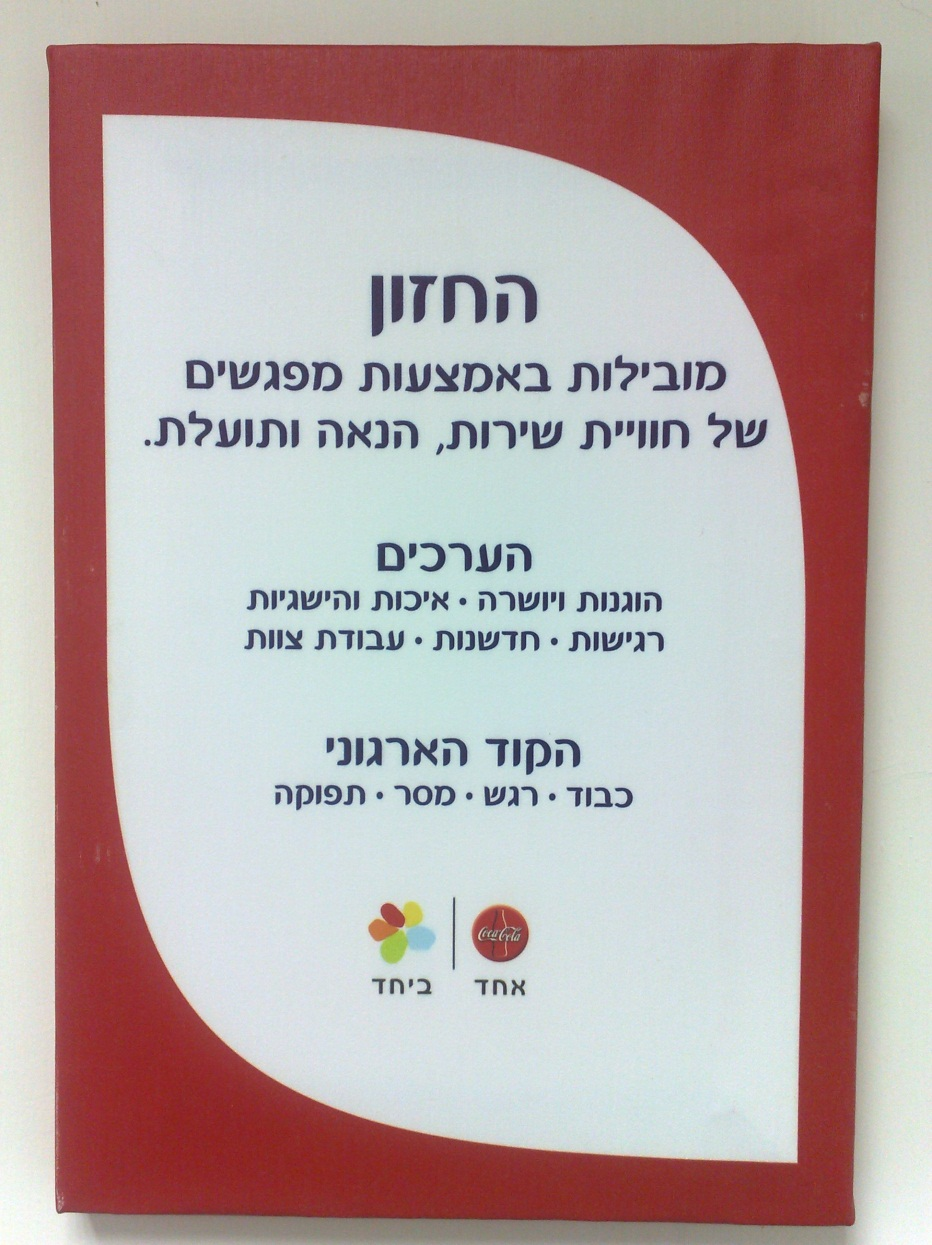 החזון
מובילות באמצעות מפגשים
של חוויית שירות, הנאה ותועלת.
הערכים
הוגנות ויושרה • איכות והישגיות
רגישות • חדשנות • עבודת צוות
הקוד הארגוני
כבוד • רגש • מסר • תפוקה
Coca-Cola
אחד | ביחד